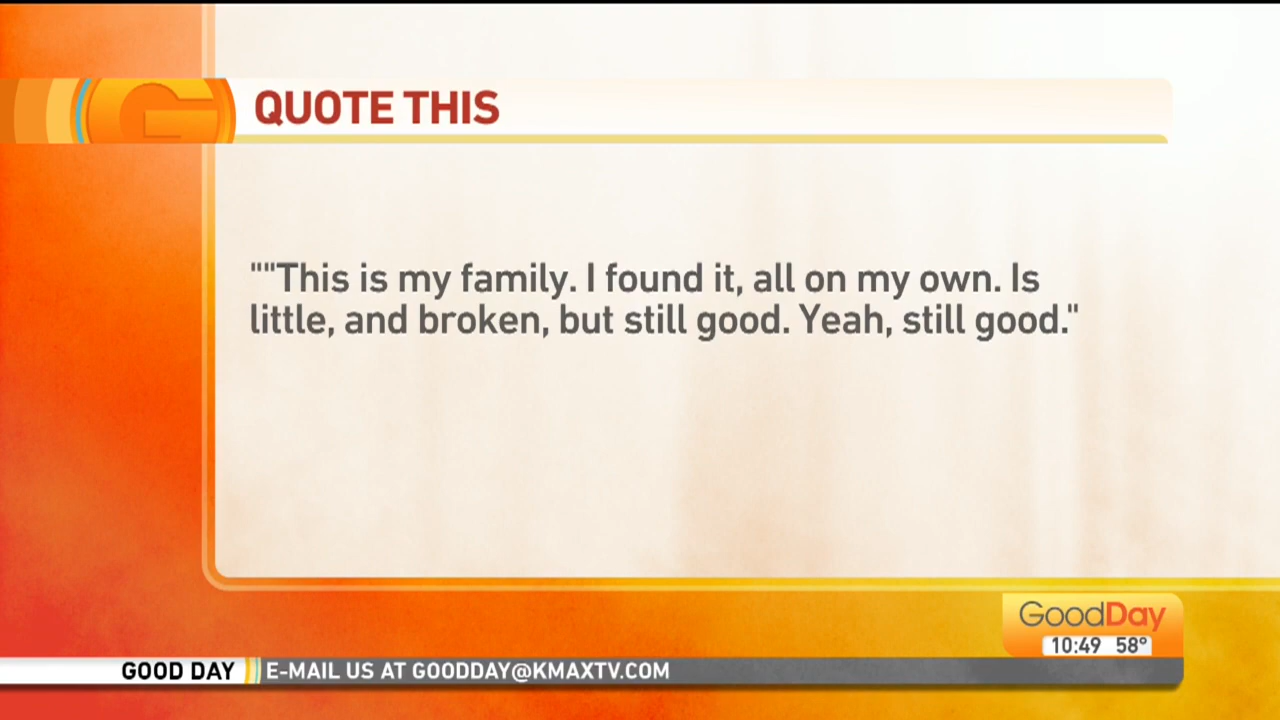 G
QUOTE THIS
""This is my family. I found it, all on my own. Is
little, and broken, but still good. Yeah, still good."
GoodDay
10:49 58°
GOOD DAY E-MAIL US AT GOODDAY@KMAXTV.COM